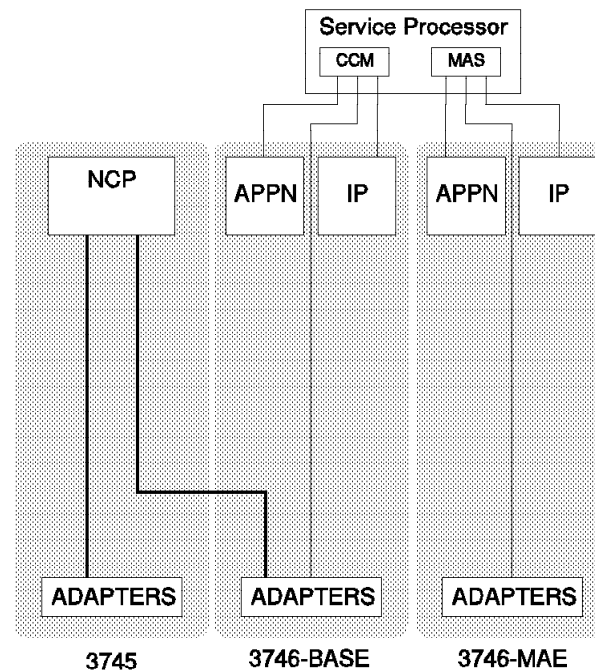 Service Processor
CCM
MAS
NCP
APPN
IP
APPN
IP
ADAPTERS
ADAPTERS
ADAPTERS
3745
3746-BASE
3746-MAE